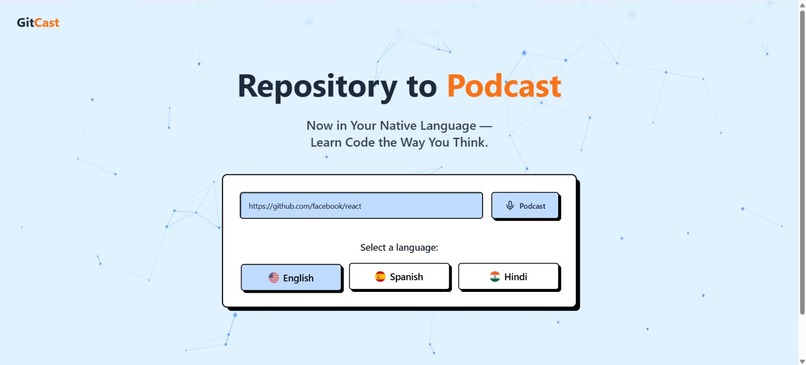 GitCast
Repository to Podcast
Now in Your Native Language —
Learn Code the Way You Think.
https://github.com/facebook/react
Podcast
Select a language:
English
Spanish
Hindi